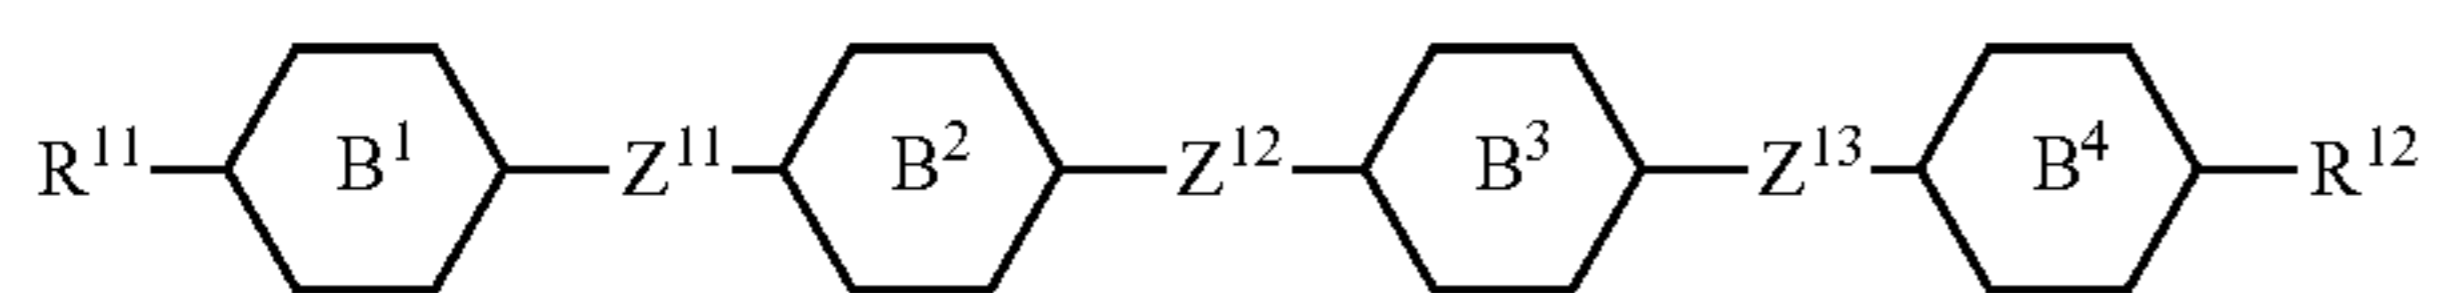 R¹¹ B¹ Z¹¹ B² Z¹² B³ Z¹³ B⁴ R¹²